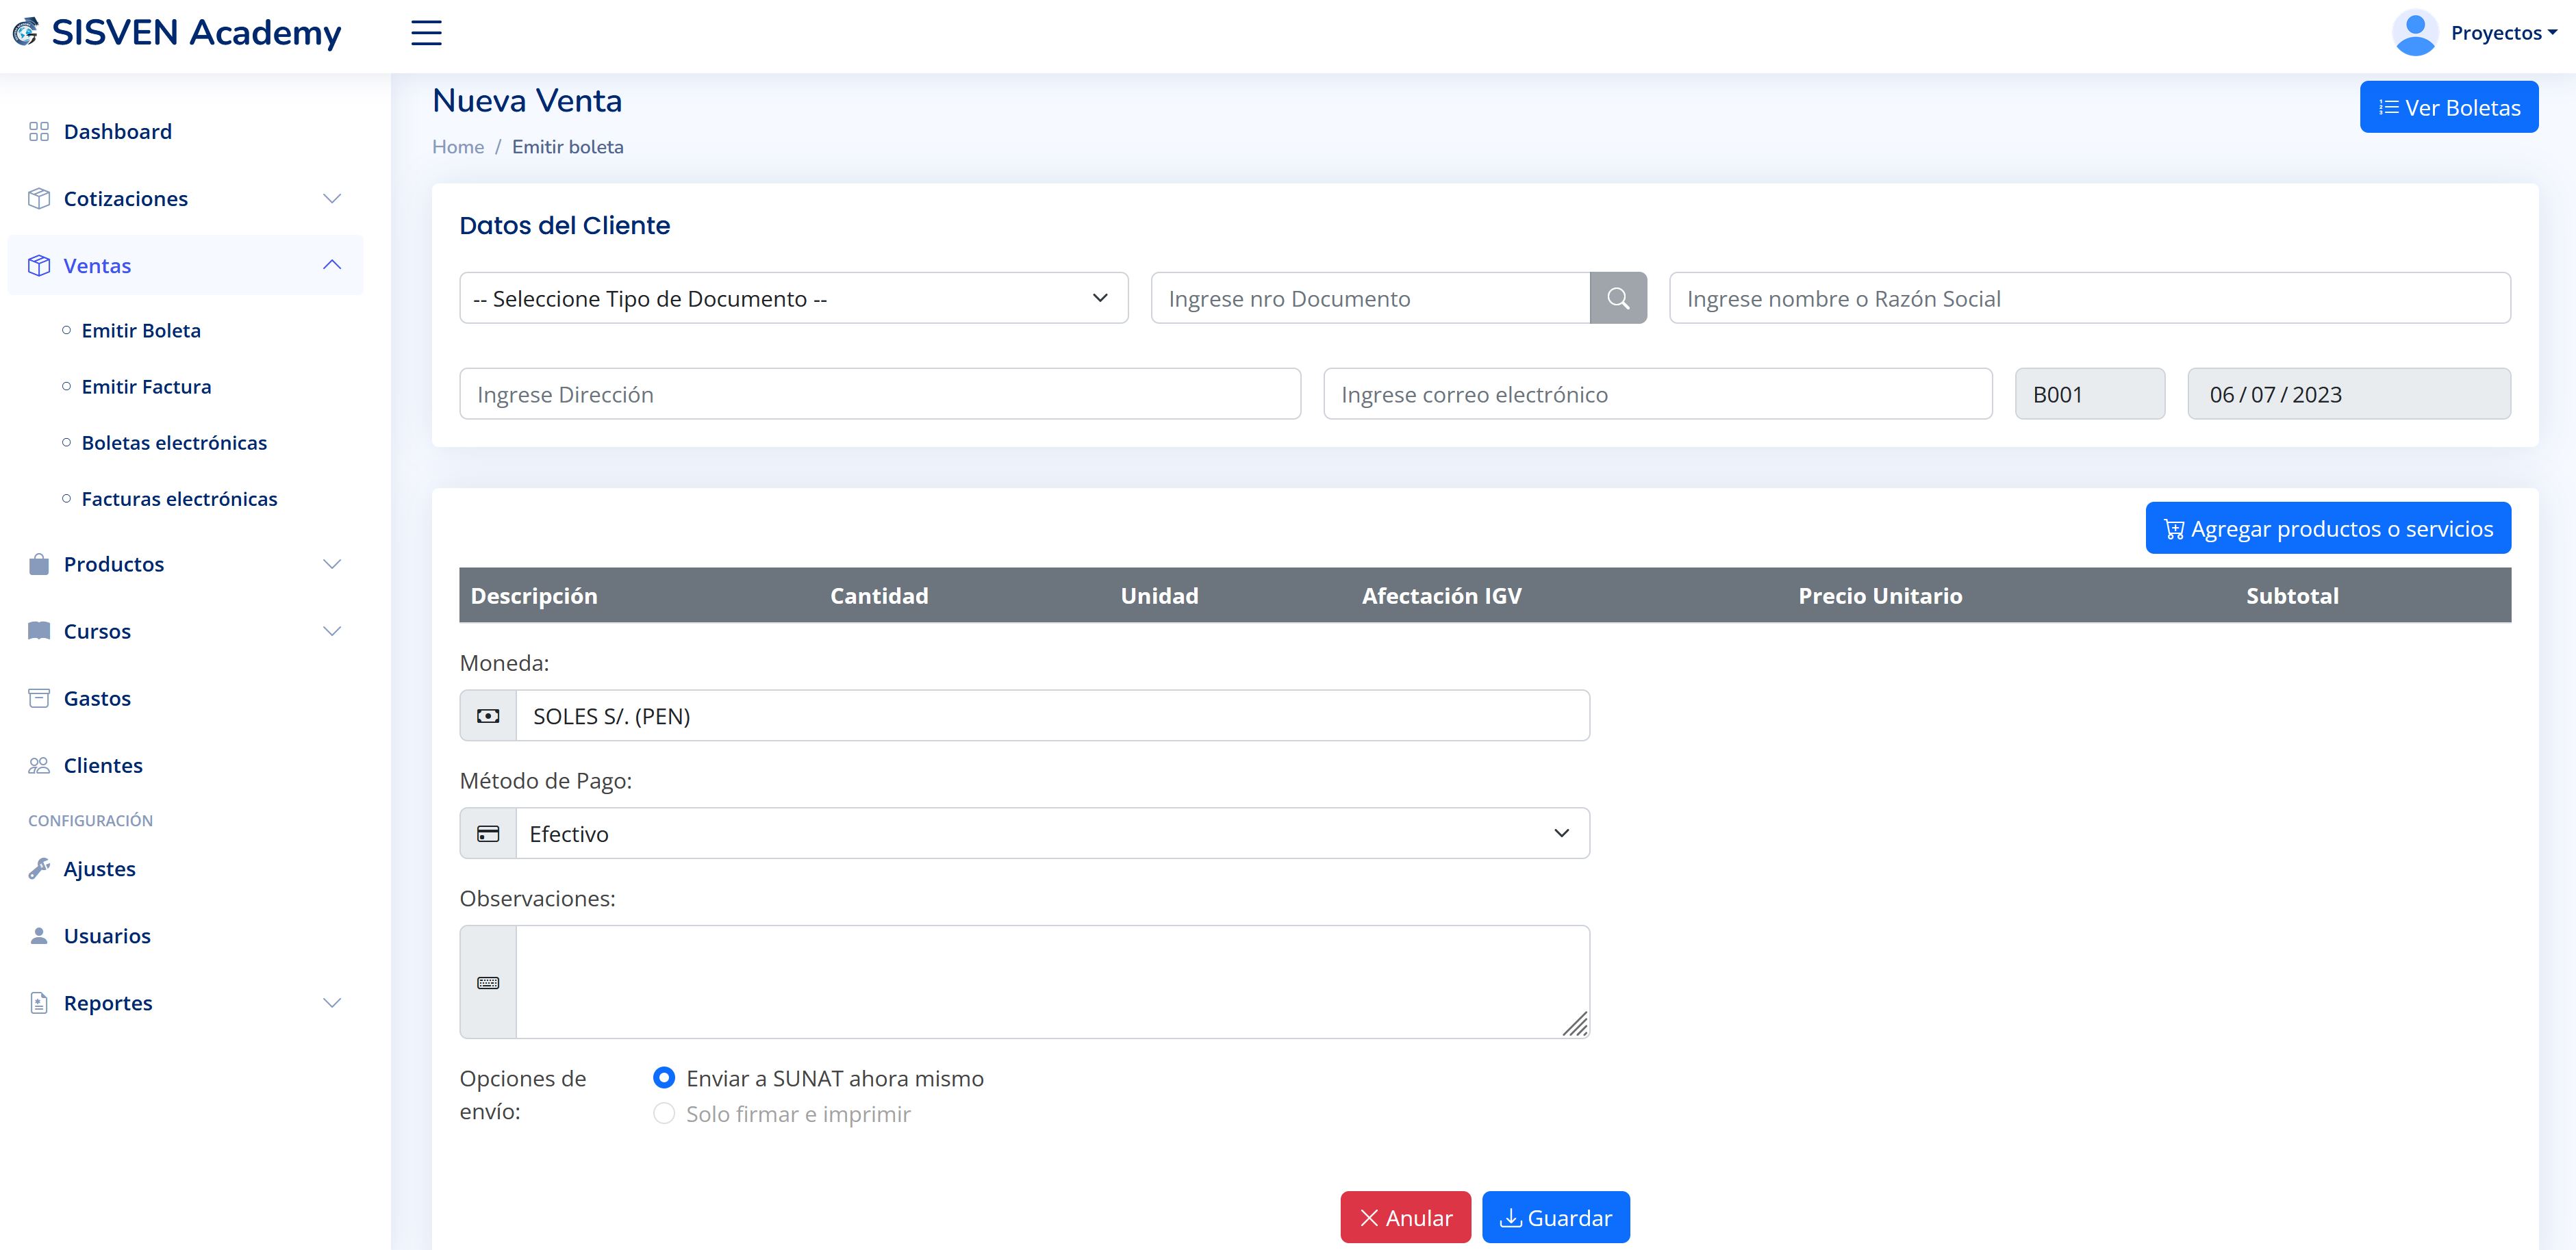 SISVEN Academy
Proyectos
Dashboard
Cotizaciones
Ventas
Emitir Boleta
Emitir Factura
Boletas electrónicas
Facturas electrónicas
Productos
Cursos
Gastos
Clientes
CONFIGURACIÓN
Ajustes
Usuarios
Reportes
Nueva Venta
Ver Boletas
Home / Emitir boleta
Datos del Cliente
-- Seleccione Tipo de Documento --
Ingrese nro Documento
Ingrese nombre o Razón Social
Ingrese Dirección
Ingrese correo electrónico
B001
06/07/2023
Agregar productos o servicios
Descripción Cantidad Unidad Afectación IGV Precio Unitario Subtotal
Moneda:
SOLES S/. (PEN)
Método de Pago:
Efectivo
Observaciones:
Opciones de
envío:
Enviar a SUNAT ahora mismo
Solo firmar e imprimir
Anular
Guardar